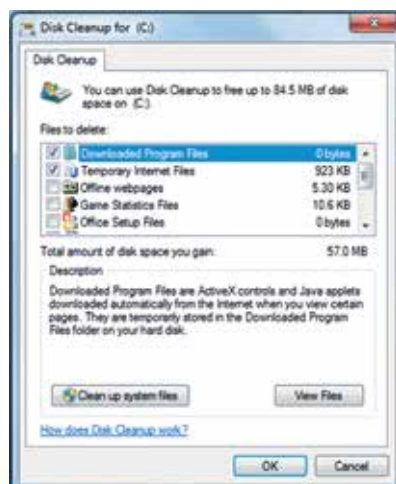 Disk Cleanup for (C:)
Disk Cleanup
You can use Disk Cleanup to free up to 84.5 MB of disk
space on (C:).
Files to delete:
Downloaded Program Files 0 bytes
Temporary Internet Files 923 KB
Offline webpages 5.30 KB
Game Statistics Files 10.6 KB
Office Setup Files 0 bytes
Total amount of disk space you gain: 57.0 MB
Description
Downloaded Program Files are ActiveX controls and Java applets
downloaded automatically from the Internet when you view certain
pages. They are temporarily stored in the Downloaded Program
Files folder on your hard disk.
Clean up system files View Files
How does Disk Cleanup work?
OK Cancel